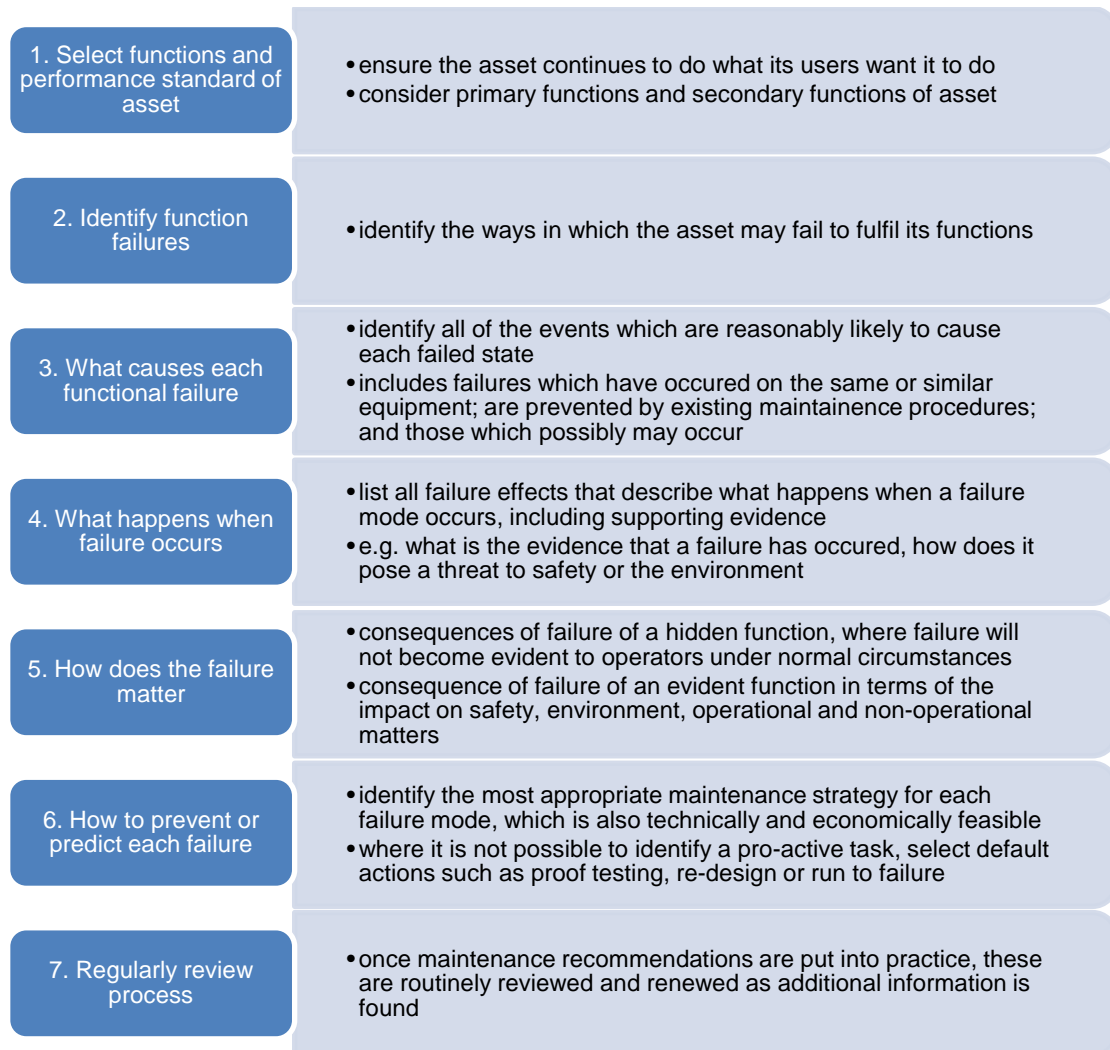 1. Select functions and
performance standard of
asset
•ensure the asset continues to do what its users want it to do
•consider primary functions and secondary functions of asset
2. Identify function
failures
•identify the ways in which the asset may fail to fulfil its functions
3. What causes each
functional failure
•identify all of the events which are reasonably likely to cause
each failed state
•includes failures which have occured on the same or similar
equipment; are prevented by existing maintainence procedures;
and those which possibly may occur
4. What happens when
failure occurs
•list all failure effects that describe what happens when a failure
mode occurs, including supporting evidence
•e.g. what is the evidence that a failure has occured, how does it
pose a threat to safety or the environment
5. How does the failure
matter
•consequences of failure of a hidden function, where failure will
not become evident to operators under normal circumstances
•consequence of failure of an evident function in terms of the
impact on safety, environment, operational and non-operational
matters
6. How to prevent or
predict each failure
•identify the most appropriate maintenance strategy for each
failure mode, which is also technically and economically feasible
•where it is not possible to identify a pro-active task, select default
actions such as proof testing, re-design or run to failure
7. Regularly review
process
•once maintenance recommendations are put into practice, these
are routinely reviewed and renewed as additional information is
found